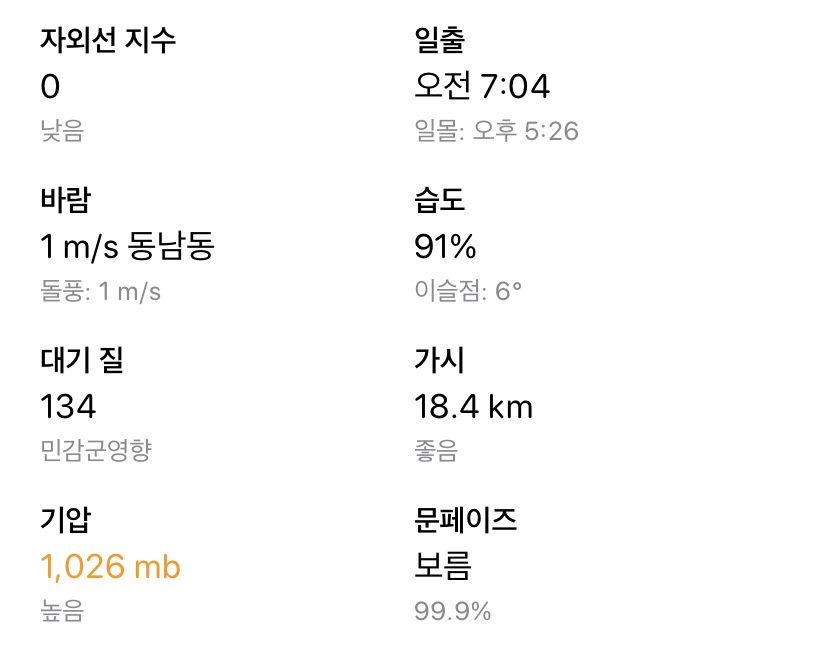 자외선 지수
0
낮음
일출
오전 7:04
일몰: 오후 5:26
바람
1 m/s 동남동
돌풍: 1 m/s
습도
91%
이슬점: 6°
대기 질
134
민감군영향
가시
18.4 km
좋음
기압
1,026 mb
높음
문페이즈
보름
99.9%